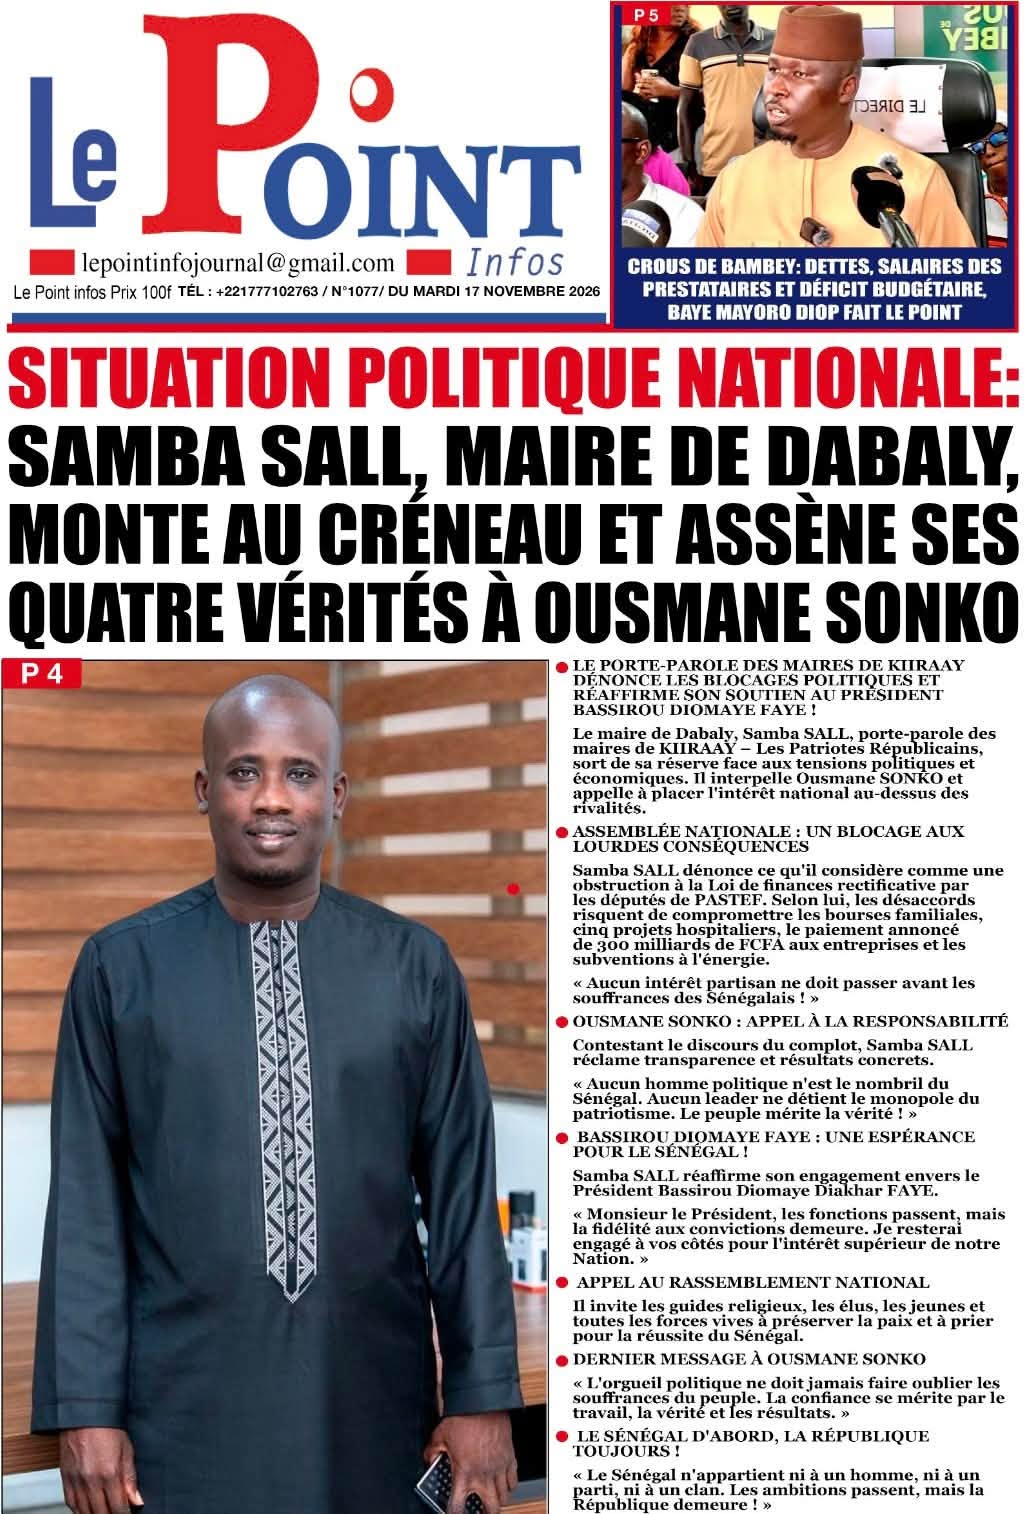 Le Point
Infos
lepointinfojournal@gmail.com
Le Point infos Prix 100f TÉL : +221777102763 / N°1077/ DU MARDI 17 NOVEMBRE 2026
P 5
LE DIRECT
CROUS DE BAMBEY: DETTES, SALAIRES DES
PRESTATAIRES ET DÉFICIT BUDGÉTAIRE,
BAYE MAYORO DIOP FAIT LE POINT
SITUATION POLITIQUE NATIONALE:
SAMBA SALL, MAIRE DE DABALY,
MONTE AU CRÉNEAU ET ASSÈNE SES
QUATRE VÉRITÉS À OUSMANE SONKO
P 4
LE PORTE-PAROLE DES MAIRES DE KIIRAAY
DÉNONCE LES BLOCAGES POLITIQUES ET
RÉAFFIRME SON SOUTIEN AU PRÉSIDENT
BASSIROU DIOMAYE FAYE !
Le maire de Dabaly, Samba SALL, porte-parole des
maires de KIIRAAY – Les Patriotes Républicains,
sort de sa réserve face aux tensions politiques et
économiques. Il interpelle Ousmane SONKO et
appelle à placer l'intérêt national au-dessus des
rivalités.
ASSEMBLÉE NATIONALE : UN BLOCAGE AUX
LOURDES CONSÉQUENCES
Samba SALL dénonce ce qu'il considère comme une
obstruction à la Loi de finances rectificative par
les députés de PASTEF. Selon lui, les désaccords
risquent de compromettre les bourses familiales,
cinq projets hospitaliers, le paiement annoncé
de 300 milliards de FCFA aux entreprises et les
subventions à l'énergie.
« Aucun intérêt partisan ne doit passer avant les
souffrances des Sénégalais ! »
OUSMANE SONKO : APPEL À LA RESPONSABILITÉ
Contestant le discours du complot, Samba SALL
réclame transparence et résultats concrets.
« Aucun homme politique n'est le nombril du
Sénégal. Aucun leader ne détient le monopole du
patriotisme. Le peuple mérite la vérité ! »
BASSIROU DIOMAYE FAYE : UNE ESPÉRANCE
POUR LE SÉNÉGAL !
Samba SALL réaffirme son engagement envers le
Président Bassirou Diomaye Diakhar FAYE.
« Monsieur le Président, les fonctions passent, mais
la fidélité aux convictions demeure. Je resterai
engagé à vos côtés pour l'intérêt supérieur de notre
Nation. »
APPEL AU RASSEMBLEMENT NATIONAL
Il invite les guides religieux, les élus, les jeunes et
toutes les forces vives à préserver la paix et à prier
pour la réussite du Sénégal.
DERNIER MESSAGE À OUSMANE SONKO
« L'orgueil politique ne doit jamais faire oublier les
souffrances du peuple. La confiance se mérite par le
travail, la vérité et les résultats. »
LE SÉNÉGAL D'ABORD, LA RÉPUBLIQUE
TOUJOURS !
« Le Sénégal n'appartient ni à un homme, ni à un
parti, ni à un clan. Les ambitions passent, mais la
République demeure ! »